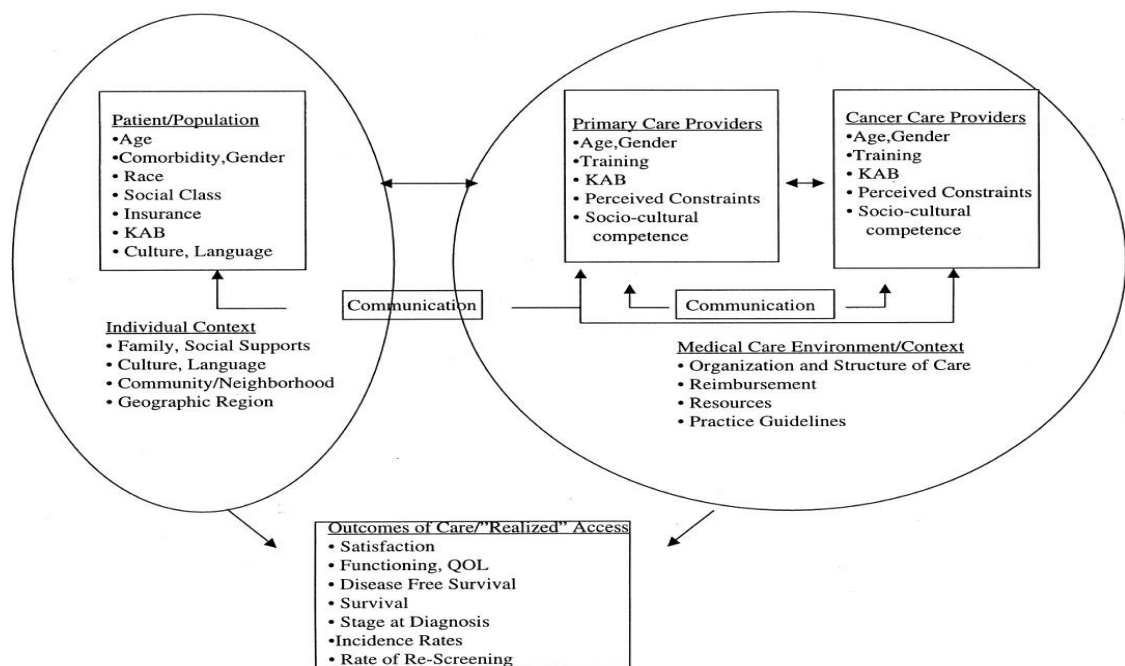 Patient/Population
•Age
•Comorbidity,Gender
• Race
• Social Class
• Insurance
• KAB
• Culture, Language
Primary Care Providers
•Age,Gender
•Training
• KAB
• Perceived Constraints
• Socio-cultural
competence
Cancer Care Providers
•Age,Gender
•Training
• KAB
• Perceived Constraints
• Socio-cultural
competence
Communication
Communication
Individual Context
• Family, Social Supports
• Culture, Language
• Community/Neighborhood
• Geographic Region
Medical Care Environment/Context
• Organization and Structure of Care
• Reimbursement
• Resources
• Practice Guidelines
Outcomes of Care/"Realized" Access
• Satisfaction
• Functioning, QOL
• Disease Free Survival
• Survival
• Stage at Diagnosis
•Incidence Rates
• Rate of Re-Screening